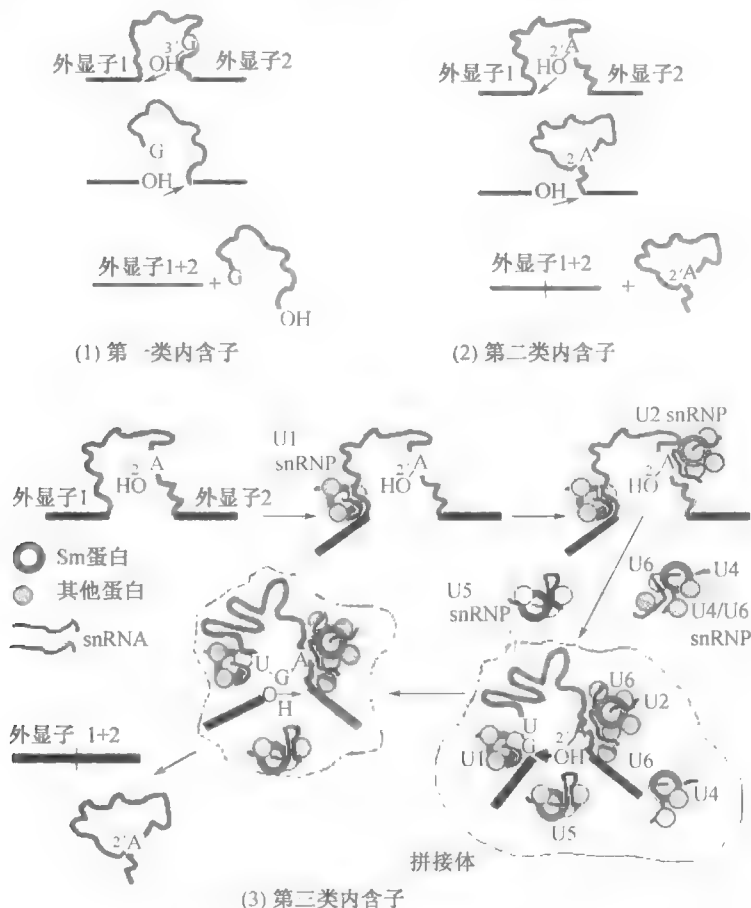 3′ G
OH
外显子1
外显子2
G
OH
外显子1+2
+
G
OH
(1) 第一类内含子
2′ A
HO
外显子1
外显子2
2′ A
OH
外显子1+2
+
2′ A
(2) 第二类内含子
2′ A
HO
外显子1
外显子2
U1
snRNP
2′ A
HO
U2 snRNP
2′ A
HO
Sm蛋白
其他蛋白
snRNA
U5
snRNP
U6
U4
U4/U6
snRNP
U
G
A
O
H
U6
U2
U
G
2′
OH
U1
U6
U5
U4
拼接体
外显子 1+2
2′ A
(3) 第三类内含子